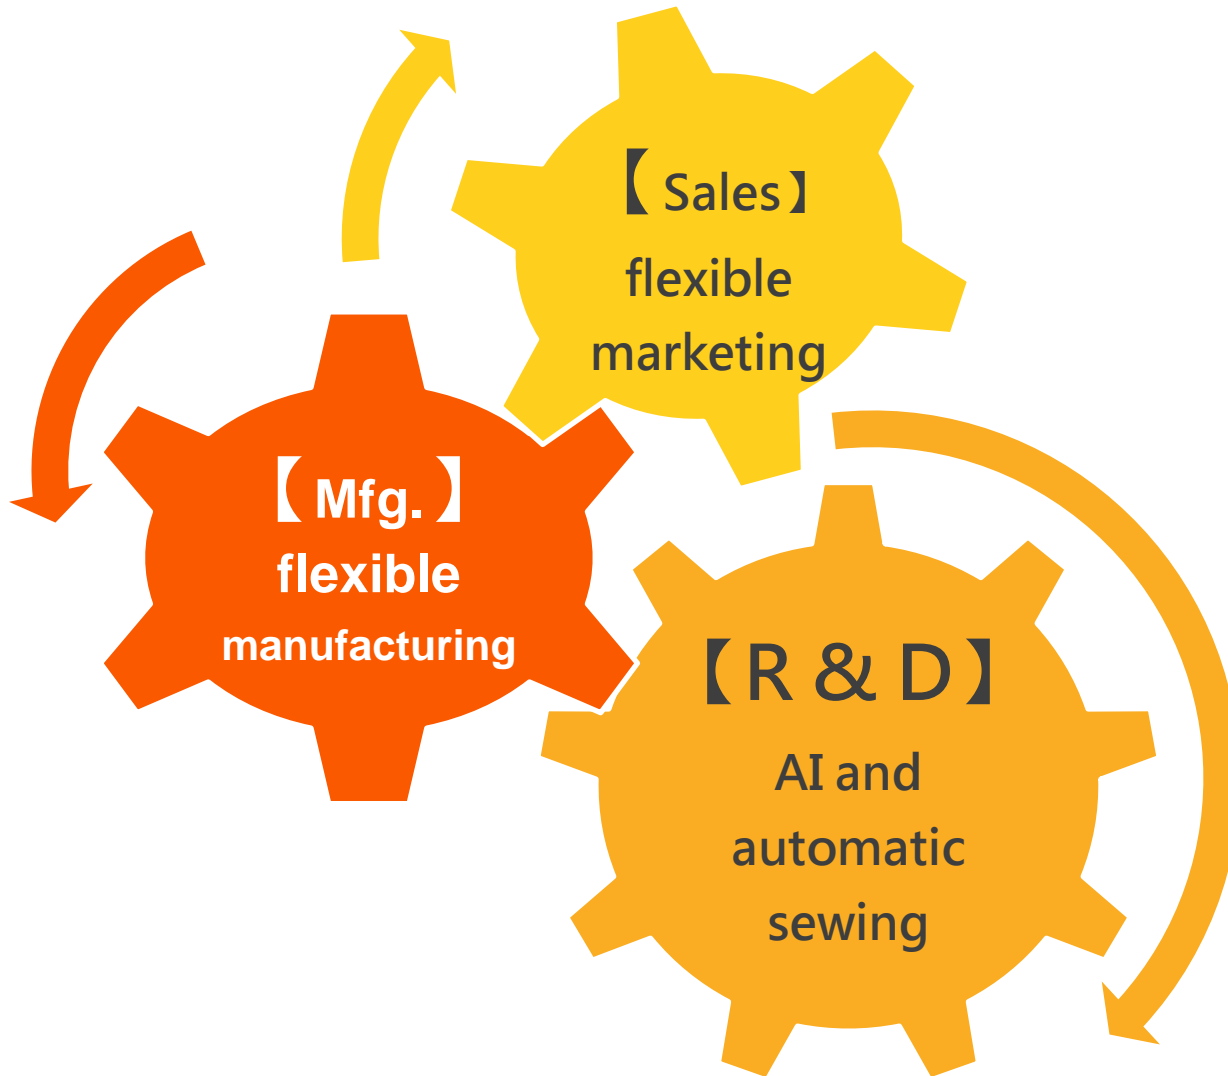 【 Sales】
flexible
marketing
【 Mfg. 】
flexible
manufacturing
【R & D】
AI and
automatic
sewing